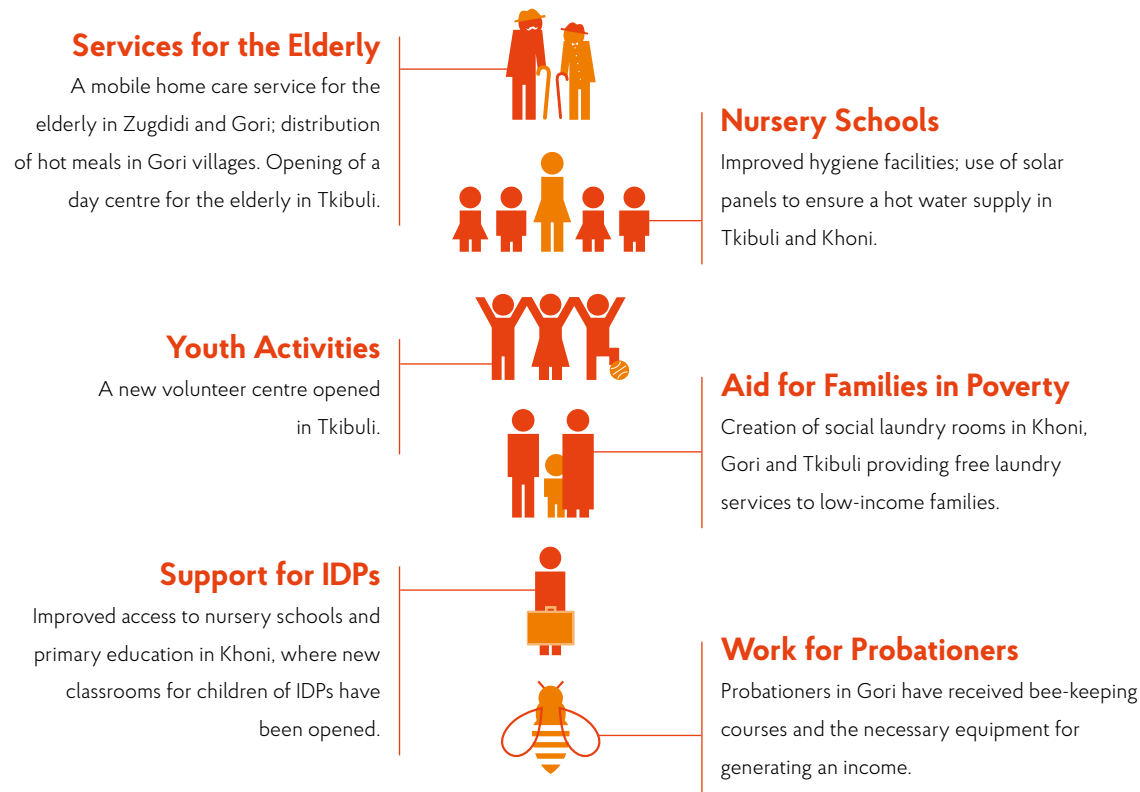 Services for the Elderly
A mobile home care service for the
elderly in Zugdidi and Gori; distribution
of hot meals in Gori villages. Opening of a
day centre for the elderly in Tkibuli.
Nursery Schools
Improved hygiene facilities; use of solar
panels to ensure a hot water supply in
Tkibuli and Khoni.
Youth Activities
A new volunteer centre opened
in Tkibuli.
Aid for Families in Poverty
Creation of social laundry rooms in Khoni,
Gori and Tkibuli providing free laundry
services to low-income families.
Support for IDPs
Improved access to nursery schools and
primary education in Khoni, where new
classrooms for children of IDPs have
been opened.
Work for Probationers
Probationers in Gori have received bee-keeping
courses and the necessary equipment for
generating an income.